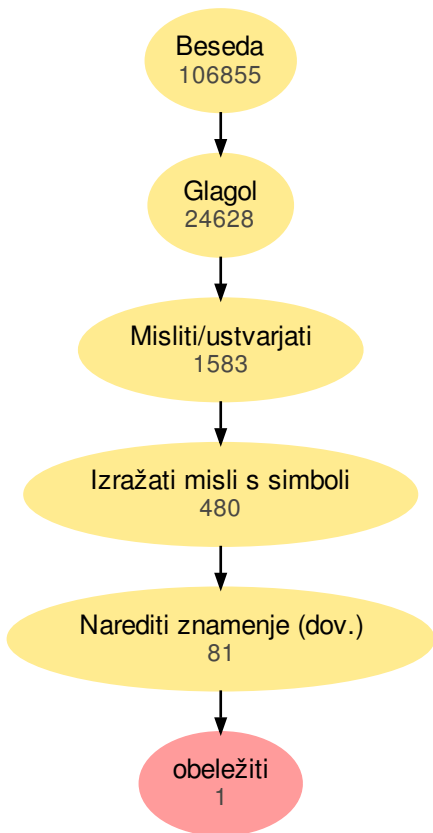 Beseda
106855
Glagol
24628
Misliti/ustvarjati
1583
Izražati misli s simboli
480
Narediti znamenje (dov.)
81
obeležiti
1